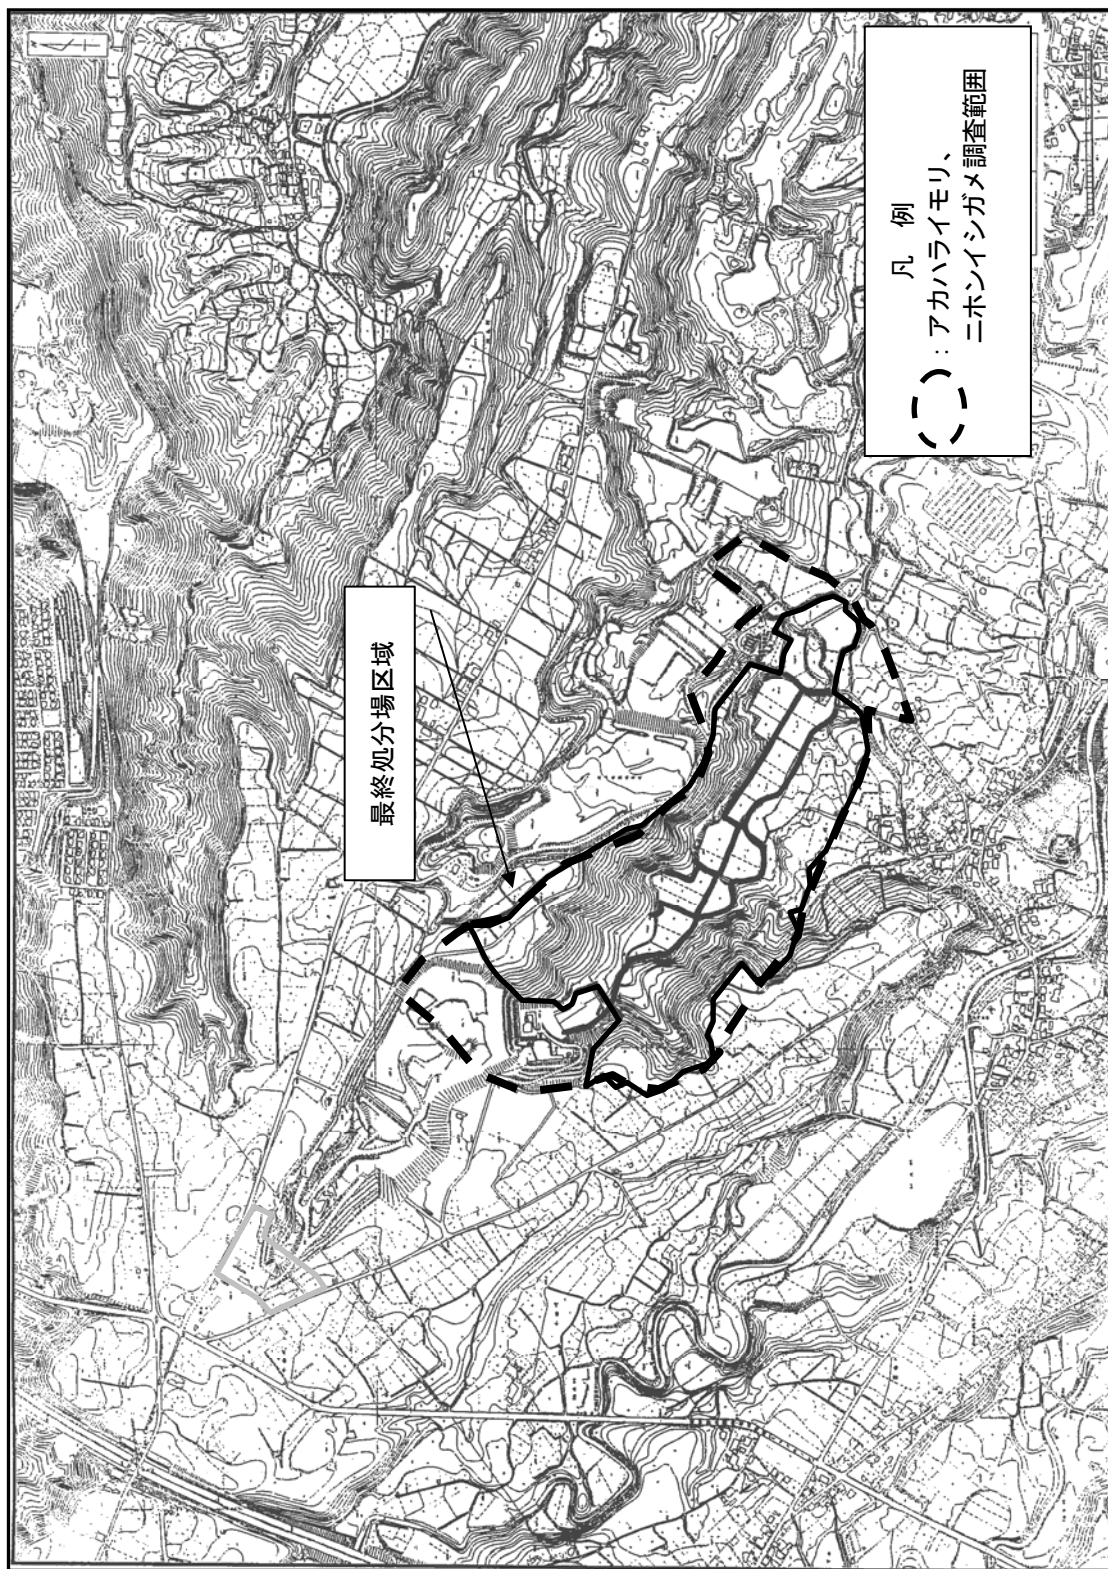 最終処分場区域
凡 例
：アカハライモリ、
ニホンイシガメ調査範囲